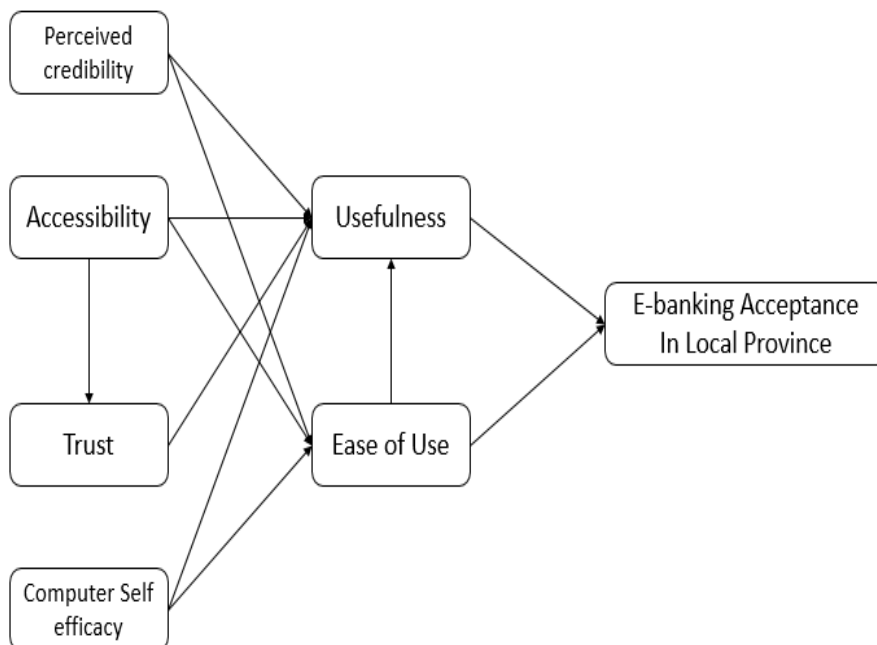 Perceived
credibility
Accessibility
Usefulness
E-banking Acceptance
In Local Province
Trust
Ease of Use
Computer Self
efficacy